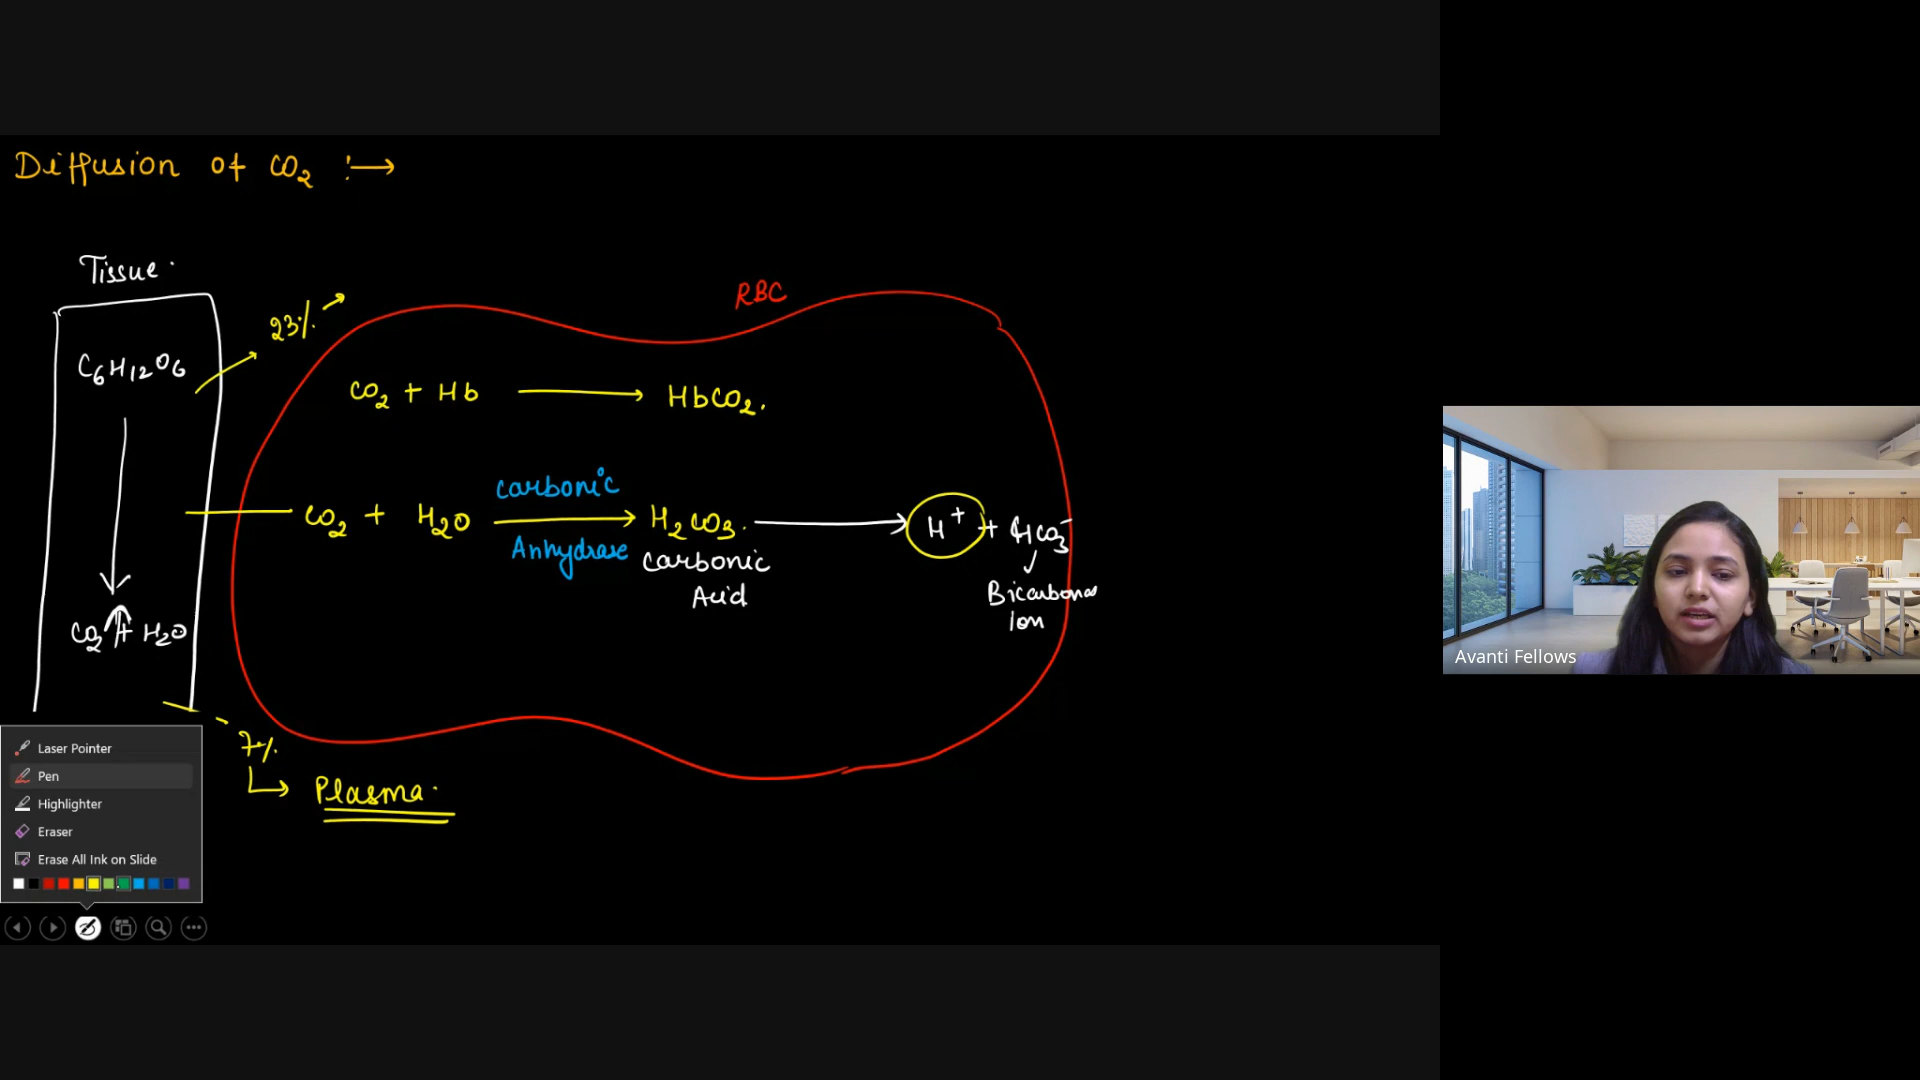 Diffusion of CO2 :→
Tissue.
RBC
23%
C6H12O6
CO2 + Hb → HbCO2.
carbonic
CO2 + H2O → H2CO3. → H+ + HCO3-
Anhydrase
carbonic
Acid
Bicarbonate
Ion
CO2 + H2O
7%
Plasma.
Laser Pointer
Pen
Highlighter
Eraser
Erase All Ink on Slide
Avanti Fellows